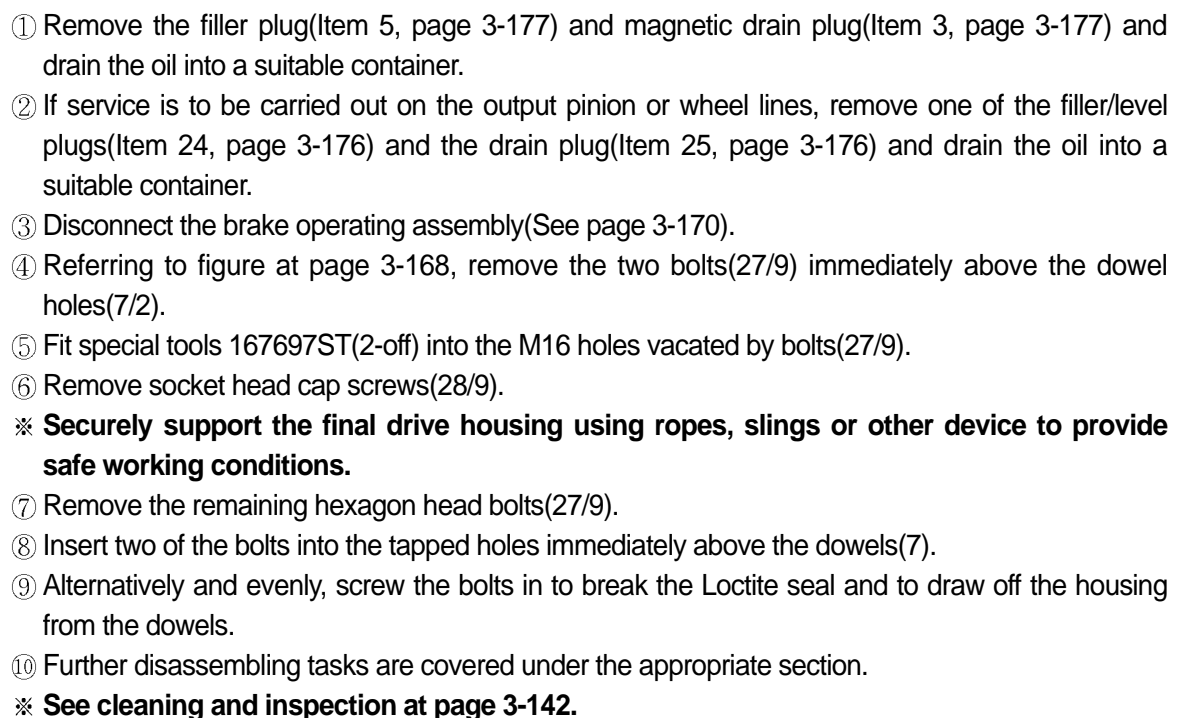 ① Remove the filler plug(Item 5, page 3-177) and magnetic drain plug(Item 3, page 3-177) and
drain the oil into a suitable container.
② If service is to be carried out on the output pinion or wheel lines, remove one of the filler/level
plugs(Item 24, page 3-176) and the drain plug(Item 25, page 3-176) and drain the oil into a
suitable container.
③ Disconnect the brake operating assembly(See page 3-170).
④ Referring to figure at page 3-168, remove the two bolts(27/9) immediately above the dowel
holes(7/2).
⑤ Fit special tools 167697ST(2-off) into the M16 holes vacated by bolts(27/9).
⑥ Remove socket head cap screws(28/9).
※ Securely support the final drive housing using ropes, slings or other device to provide
safe working conditions.
⑦ Remove the remaining hexagon head bolts(27/9).
⑧ Insert two of the bolts into the tapped holes immediately above the dowels(7).
⑨ Alternatively and evenly, screw the bolts in to break the Loctite seal and to draw off the housing
from the dowels.
⑩ Further disassembling tasks are covered under the appropriate section.
※ See cleaning and inspection at page 3-142.